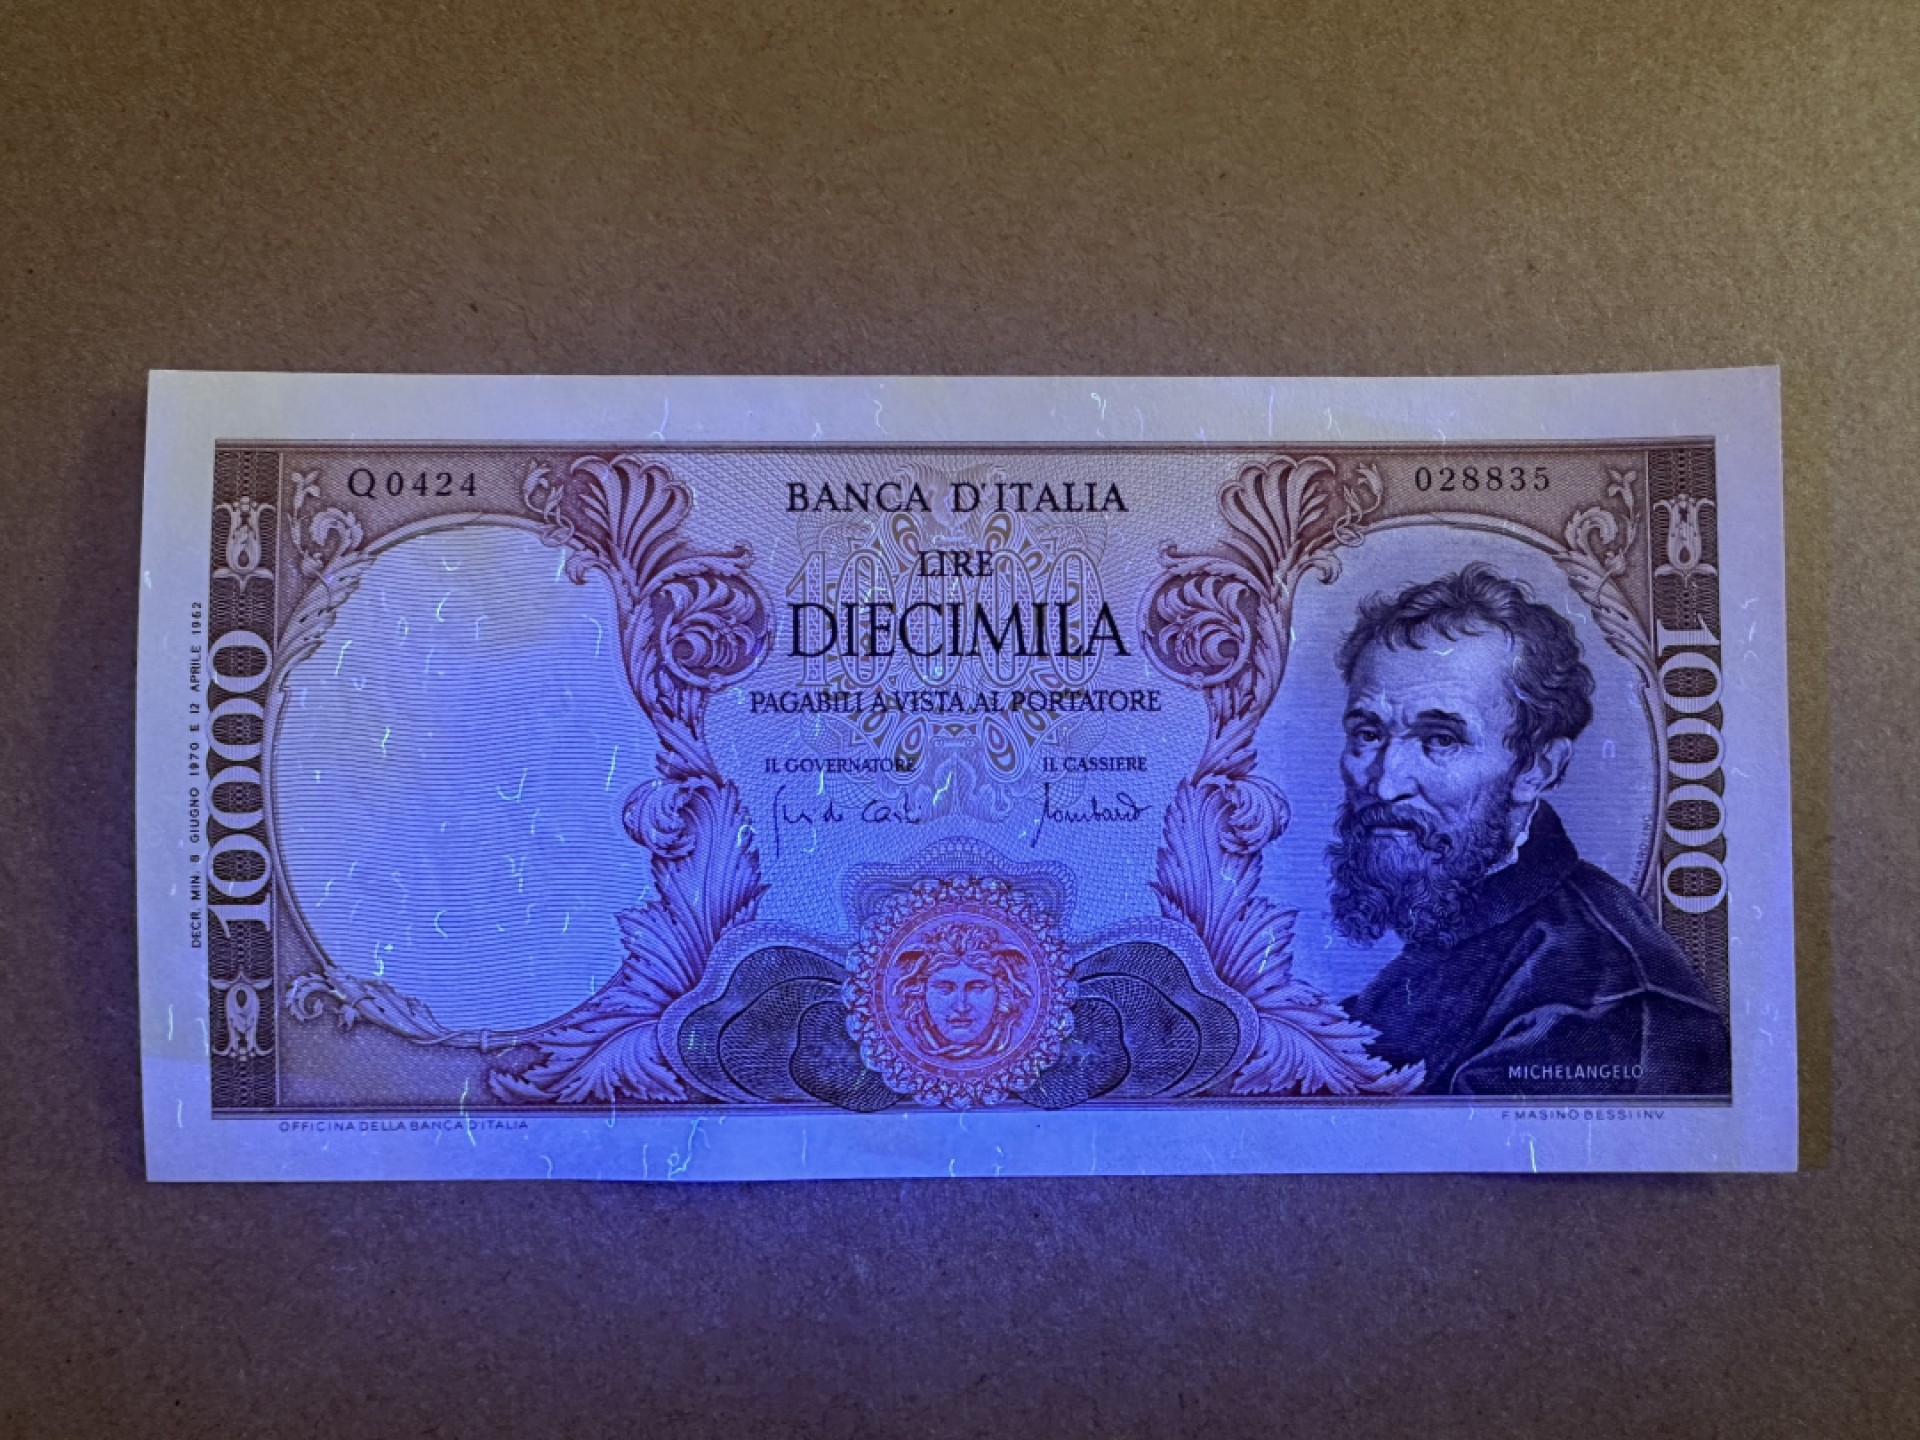 Q0424
028835
BANCA D'ITALIA
LIRE
10000
DIECIMILA
PAGABILI A VISTA AL PORTATORE
IL GOVERNATORE
IL CASSIERE
10000
10000
DECR. MIN. 8 GIUGNO 1970 E 12 APRILE 1962
MICHELANGELO
OFFICINA DELLA BANCA D'ITALIA
F. MASINO BESSI INV.